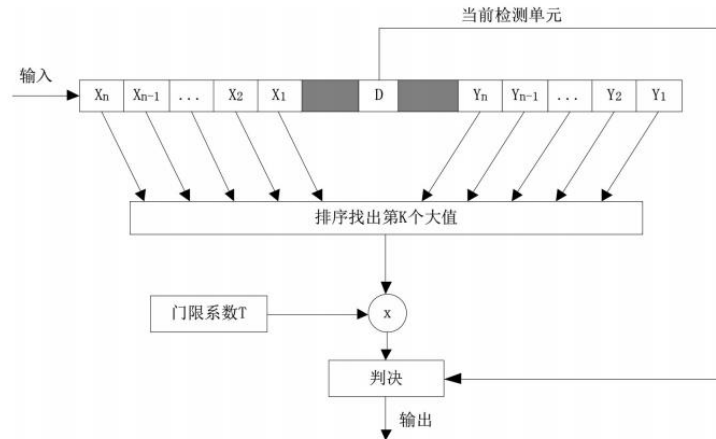 当前检测单元
输入
Xn Xn-1 ... X2 X1 D Yn Yn-1 ... Y2 Y1
排序找出第K个大值
门限系数T
x
判决
输出